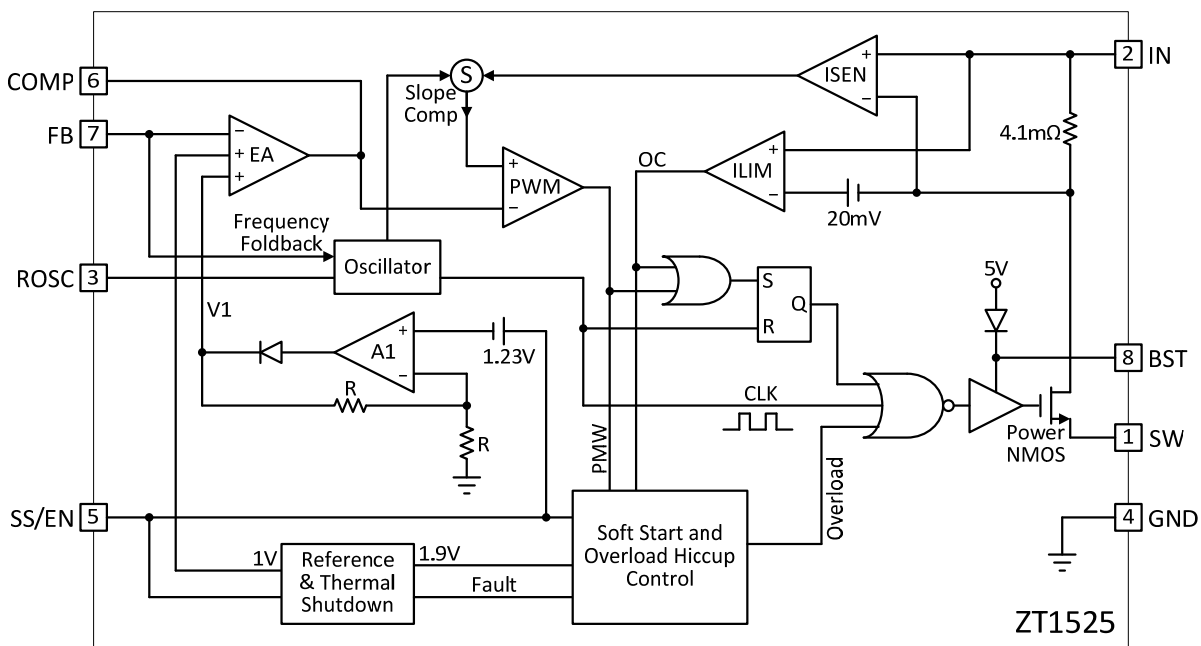 COMP 6
FB 7
ROSC 3
SS/EN 5
2 IN
8 BST
1 SW
4 GND
S
Slope
Comp
ISEN
+
−
4.1mΩ
−
+
+
EA
+
−
PWM
OC
+
−
ILIM
20mV
Frequency
Foldback
Oscillator
V1
+
−
A1
1.23V
R
R
S
R
Q
5V
CLK
PMW
Overload
Power
NMOS
1V
Reference
& Thermal
Shutdown
1.9V
Fault
Soft Start and
Overload Hiccup
Control
ZT1525